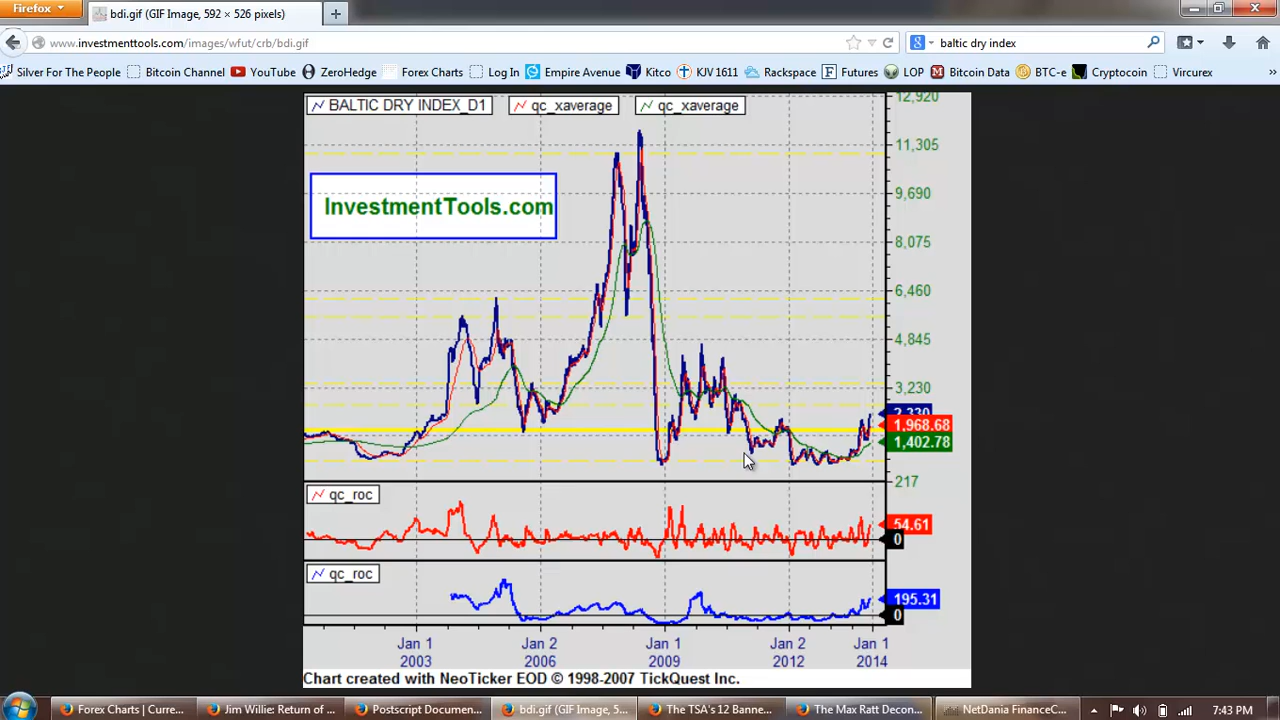 Firefox
bdi.gif (GIF Image, 592 × 526 pixels)
www.investmenttools.com/images/wfut/crb/bdi.gif
baltic dry index
Silver For The People
Bitcoin Channel
YouTube
ZeroHedge
Forex Charts
Log In
Empire Avenue
Kitco
KJV 1611
Rackspace
Futures
LOP
Bitcoin Data
BTC-e
Cryptocoin
Vircurex
»
BALTIC DRY INDEX_D1
qc_xaverage
qc_xaverage
12,920
11,305
InvestmentTools.com
9,690
8,075
6,460
4,845
3,230
2,330
1,968.68
1,402.78
217
qc_roc
54.61
0
qc_roc
195.31
0
Jan 1 Jan 2 Jan 1 Jan 2 Jan 1
2003 2006 2009 2012 2014
Chart created with NeoTicker EOD © 1998-2007 TickQuest Inc.
Forex Charts | Curre...
Jim Willie: Return of ...
Postscript Documen...
bdi.gif (GIF Image, 5...
The TSA's 12 Banne...
The Max Ratt Decon...
NetDania FinanceC...
7:43 PM